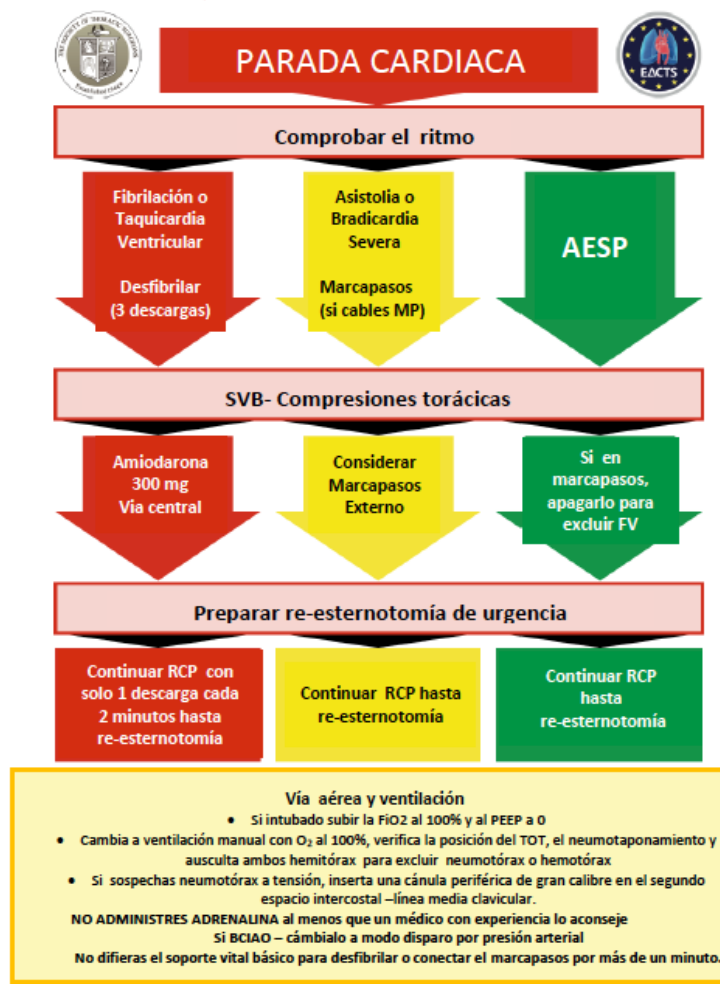 THE SOCIETY OF THORACIC SURGEONS
Established 1964
PARADA CARDIACA
EACTS
Comprobar el ritmo
Fibrilación o
Taquicardia
Ventricular
Desfibrilar
(3 descargas)
Asistolia o
Bradicardia
Severa
Marcapasos
(si cables MP)
AESP
SVB- Compresiones torácicas
Amiodarona
300 mg
Via central
Considerar
Marcapasos
Externo
Si en
marcapasos,
apagarlo para
excluir FV
Preparar re-esternotomía de urgencia
Continuar RCP con
solo 1 descarga cada
2 minutos hasta
re-esternotomía
Continuar RCP hasta
re-esternotomía
Continuar RCP
hasta
re-esternotomía
Vía aérea y ventilación
• Si intubado subir la FiO2 al 100% y al PEEP a 0
• Cambia a ventilación manual con O₂ al 100%, verifica la posición del TOT, el neumotaponamiento y
ausculta ambos hemitórax para excluir neumotórax o hemotórax
• Si sospechas neumotórax a tensión, inserta una cánula periférica de gran calibre en el segundo
espacio intercostal –línea media clavicular.
NO ADMINISTRES ADRENALINA al menos que un médico con experiencia lo aconseje
Si BCIAO – cámbialo a modo disparo por presión arterial
No difieras el soporte vital básico para desfibrilar o conectar el marcapasos por más de un minuto.